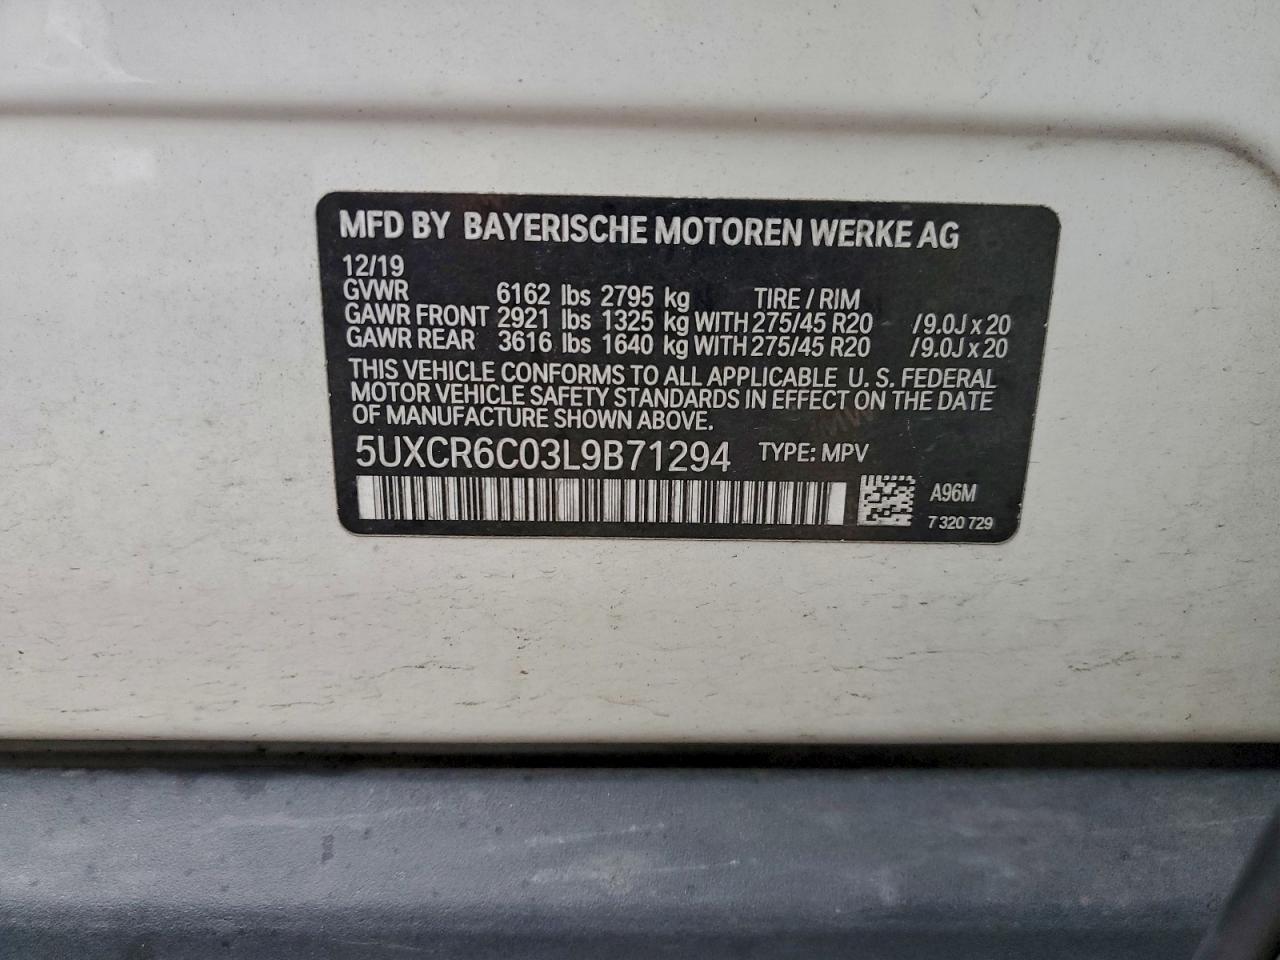 MFD BY BAYERISCHE MOTOREN WERKE AG
12/19
GVWR 6162 lbs 2795 kg TIRE / RIM
GAWR FRONT 2921 lbs 1325 kg WITH 275/45 R20 /9.0J x 20
GAWR REAR 3616 lbs 1640 kg WITH 275/45 R20 /9.0J x 20
THIS VEHICLE CONFORMS TO ALL APPLICABLE U. S. FEDERAL
MOTOR VEHICLE SAFETY STANDARDS IN EFFECT ON THE DATE
OF MANUFACTURE SHOWN ABOVE.
5UXCR6C03L9B71294 TYPE: MPV
A96M
7 320 729